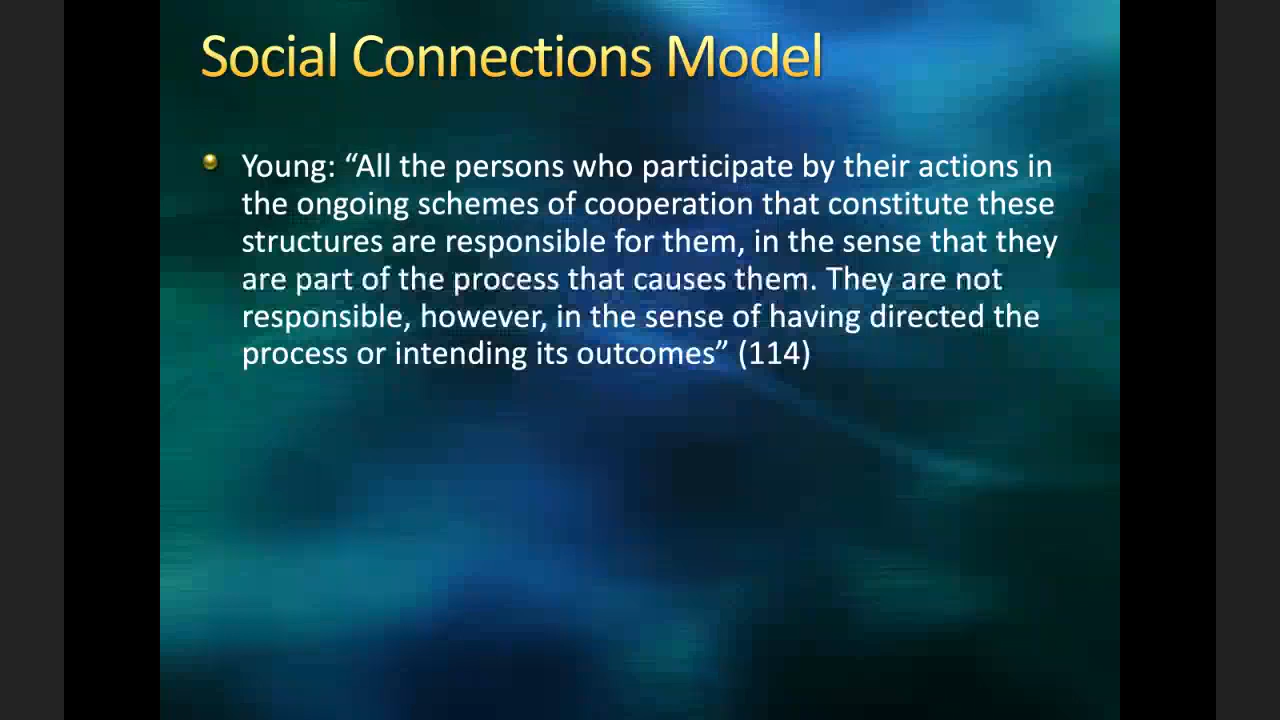 Social Connections Model
Young: “All the persons who participate by their actions in
the ongoing schemes of cooperation that constitute these
structures are responsible for them, in the sense that they
are part of the process that causes them. They are not
responsible, however, in the sense of having directed the
process or intending its outcomes” (114)